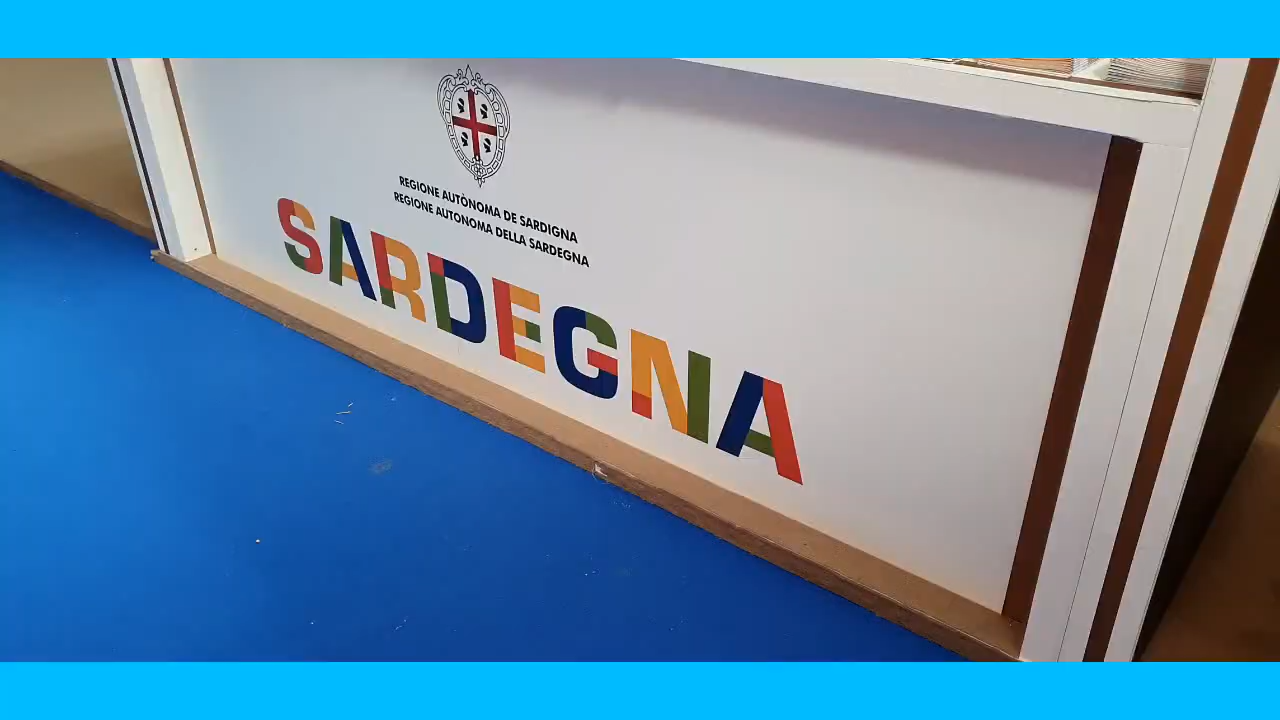 REGIONE AUTÒNOMA DE SARDIGNA
REGIONE AUTONOMA DELLA SARDEGNA
SARDEGNA